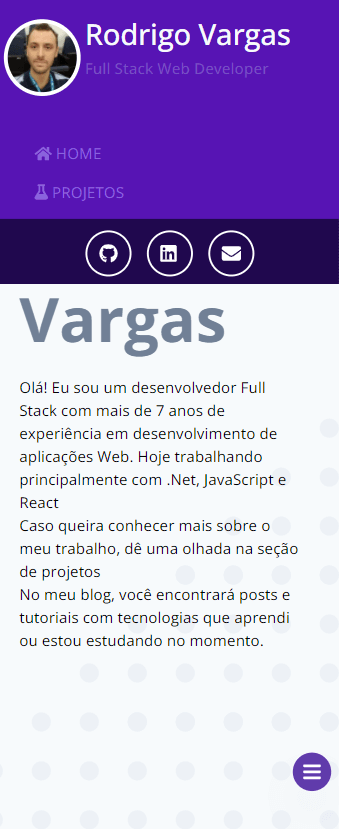 Rodrigo Vargas
Full Stack Web Developer
HOME
PROJETOS
Vargas
Olá! Eu sou um desenvolvedor Full
Stack com mais de 7 anos de
experiência em desenvolvimento de
aplicações Web. Hoje trabalhando
principalmente com .Net, JavaScript e
React
Caso queira conhecer mais sobre o
meu trabalho, dê uma olhada na seção
de projetos
No meu blog, você encontrará posts e
tutoriais com tecnologias que aprendi
ou estou estudando no momento.